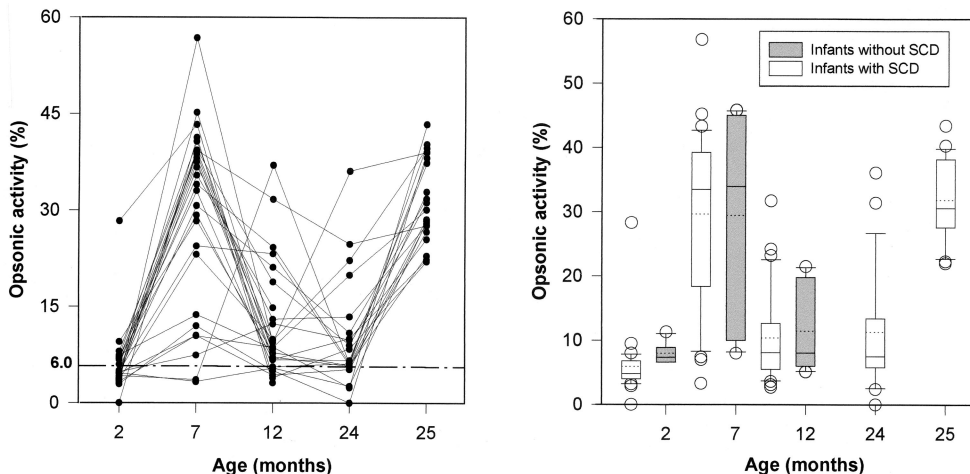 60
45
30
15
6.0
0
Opsonic activity (%)
2 7 12 24 25
Age (months)
60
50
40
30
20
10
0
Opsonic activity (%)
Infants without SCD
Infants with SCD
2 7 12 24 25
Age (months)